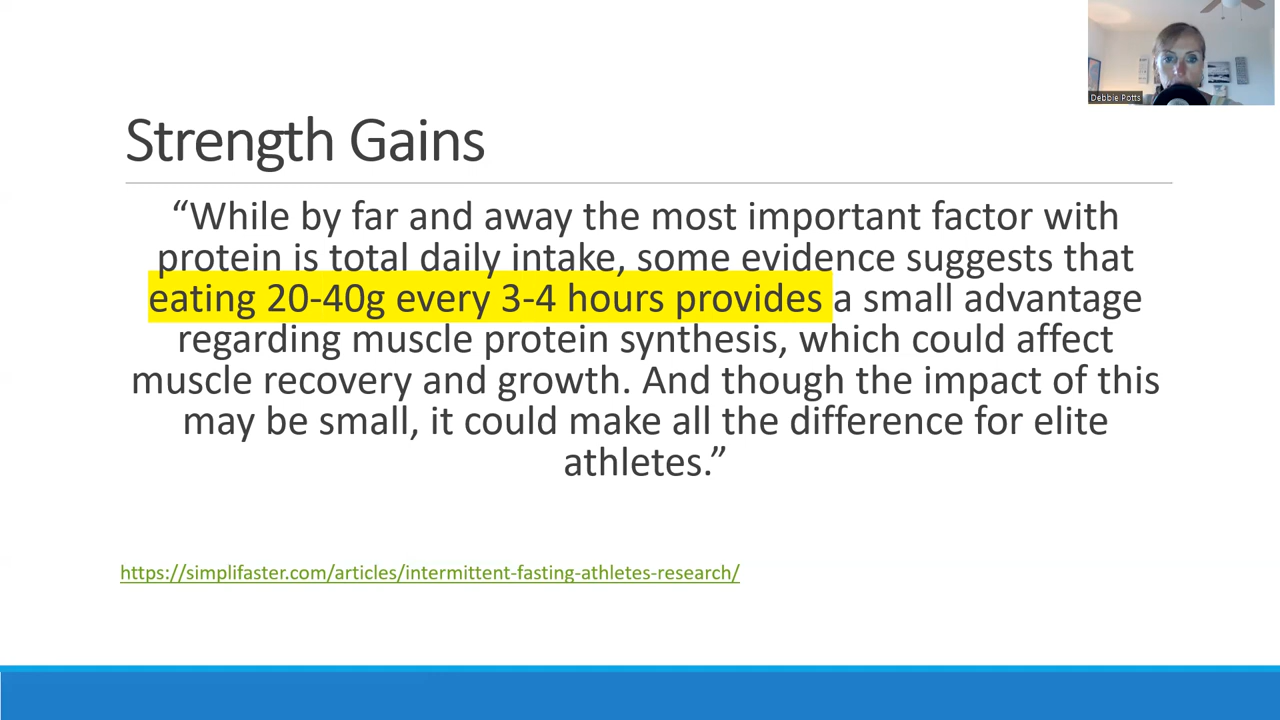 Debbie Potts
Strength Gains
“While by far and away the most important factor with
protein is total daily intake, some evidence suggests that
eating 20-40g every 3-4 hours provides a small advantage
regarding muscle protein synthesis, which could affect
muscle recovery and growth. And though the impact of this
may be small, it could make all the difference for elite
athletes.”
https://simplifaster.com/articles/intermittent-fasting-athletes-research/